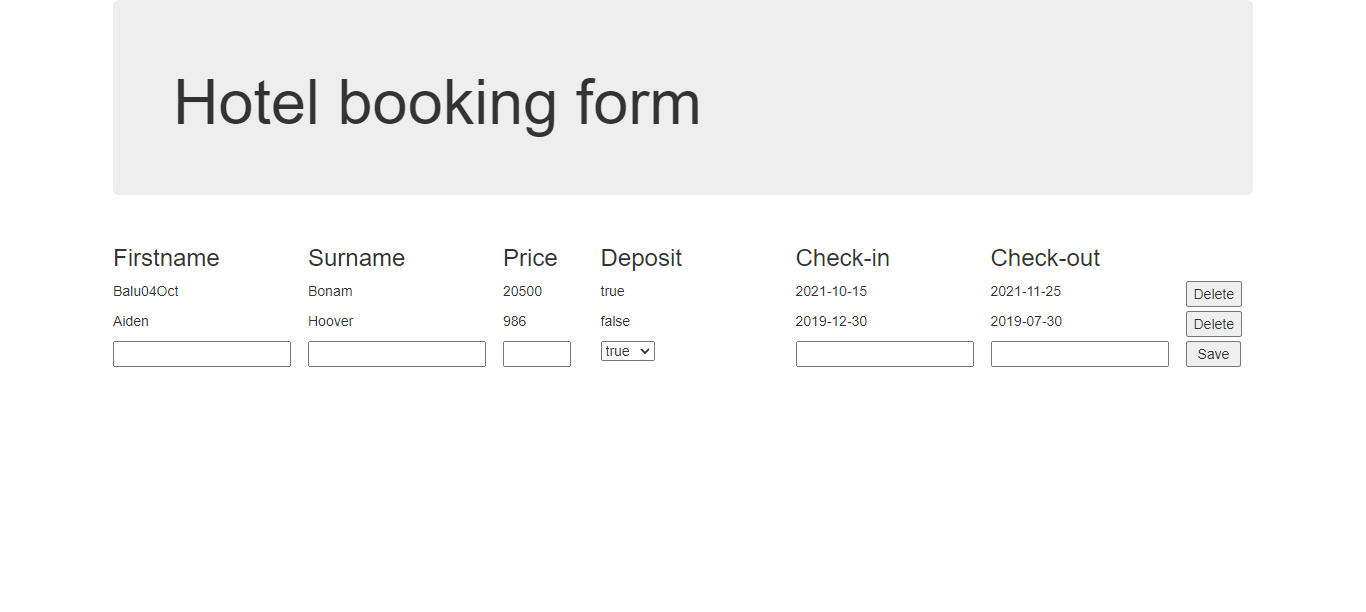 Hotel booking form
Firstname Surname Price Deposit Check-in Check-out
Balu04Oct Bonam 20500 true 2021-10-15 2021-11-25 Delete
Aiden Hoover 986 false 2019-12-30 2019-07-30 Delete
true Save